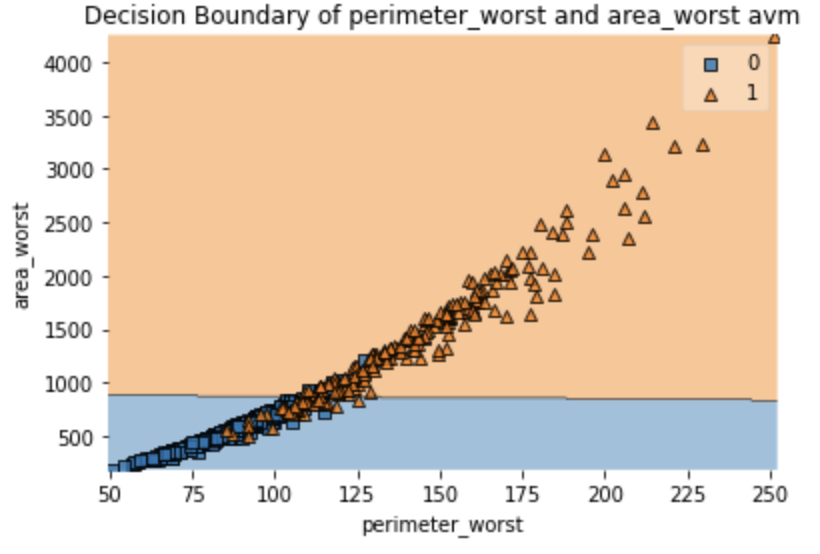 Decision Boundary of perimeter_worst and area_worst avm
4000
3500
3000
2500
2000
1500
1000
500
area_worst
0
1
50 75 100 125 150 175 200 225 250
perimeter_worst